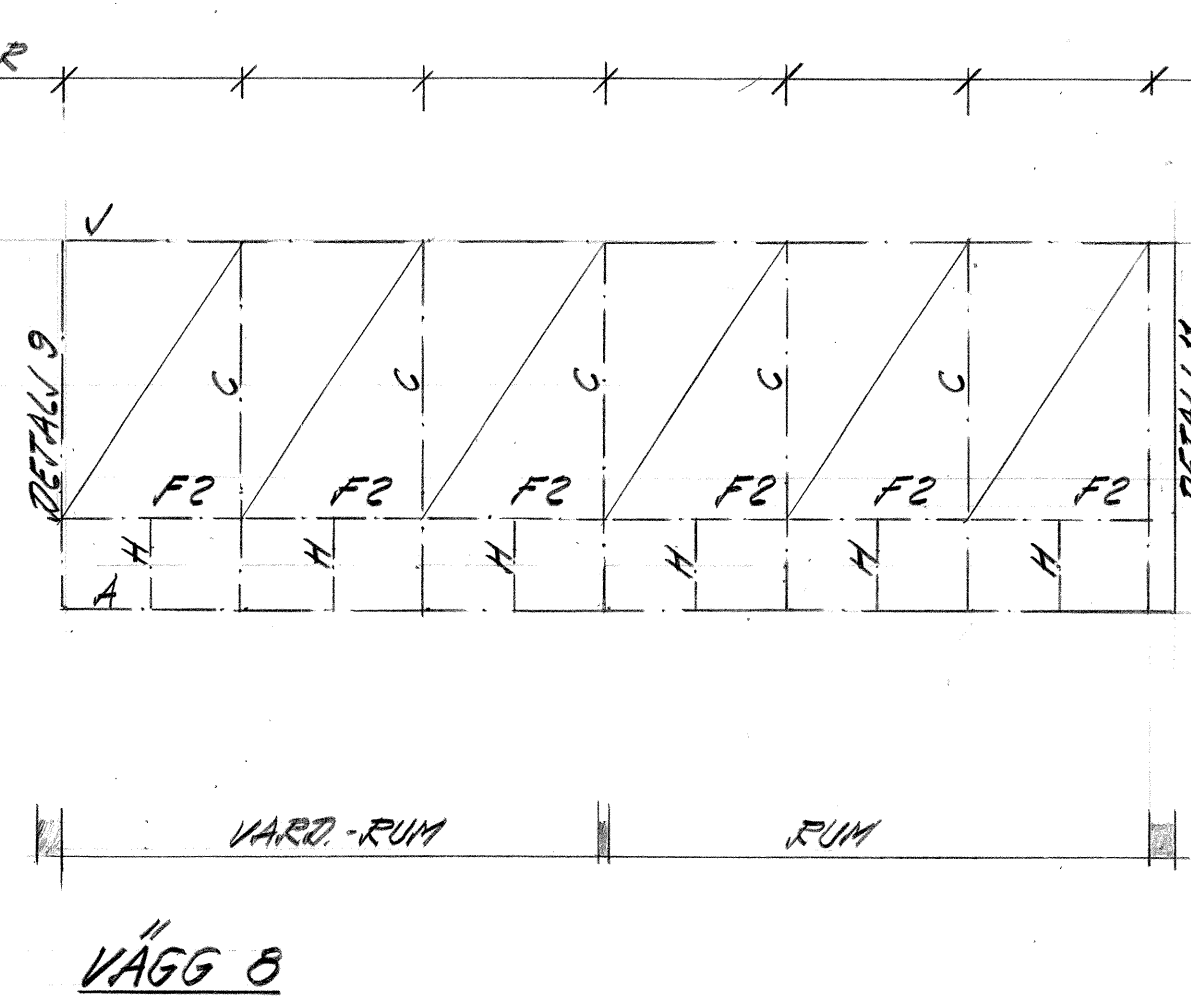 R
V
DETALJ 9
C C C C C
F2 F2 F2 F2 F2 F2
H H H H H H
A
VARD.-RUM RUM
VÄGG 8